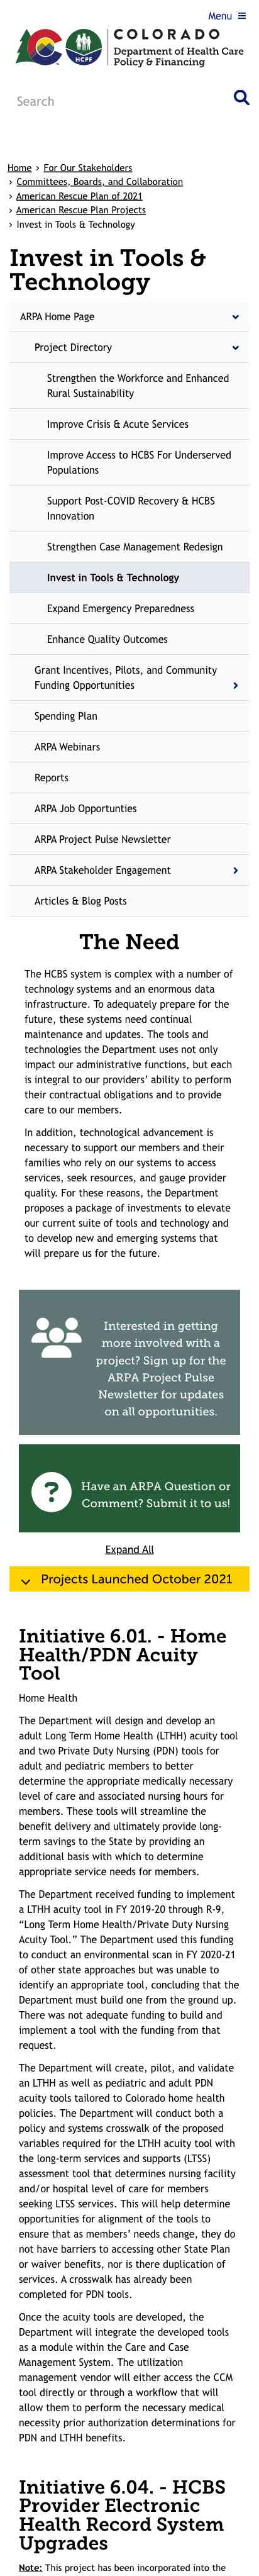 Menu
COLORADO
Department of Health Care
Policy & Financing
HCPF
Search
Home › For Our Stakeholders
› Committees, Boards, and Collaboration
› American Rescue Plan of 2021
› American Rescue Plan Projects
› Invest in Tools & Technology
Invest in Tools &
Technology
ARPA Home Page
Project Directory
Strengthen the Workforce and Enhanced
Rural Sustainability
Improve Crisis & Acute Services
Improve Access to HCBS For Underserved
Populations
Support Post-COVID Recovery & HCBS
Innovation
Strengthen Case Management Redesign
Invest in Tools & Technology
Expand Emergency Preparedness
Enhance Quality Outcomes
Grant Incentives, Pilots, and Community
Funding Opportunities
Spending Plan
ARPA Webinars
Reports
ARPA Job Opportunties
ARPA Project Pulse Newsletter
ARPA Stakeholder Engagement
Articles & Blog Posts
The Need
The HCBS system is complex with a number of
technology systems and an enormous data
infrastructure. To adequately prepare for the
future, these systems need continual
maintenance and updates. The tools and
technologies the Department uses not only
impact our administrative functions, but each
is integral to our providers’ ability to perform
their contractual obligations and to provide
care to our members.
In addition, technological advancement is
necessary to support our members and their
families who rely on our systems to access
services, seek resources, and gauge provider
quality. For these reasons, the Department
proposes a package of investments to elevate
our current suite of tools and technology and
to develop new and emerging systems that
will prepare us for the future.
Interested in getting
more involved with a
project? Sign up for the
ARPA Project Pulse
Newsletter for updates
on all opportunities.
Have an ARPA Question or
Comment? Submit it to us!
Expand All
Projects Launched October 2021
Initiative 6.01. - Home
Health/PDN Acuity
Tool
Home Health
The Department will design and develop an
adult Long Term Home Health (LTHH) acuity tool
and two Private Duty Nursing (PDN) tools for
adult and pediatric members to better
determine the appropriate medically necessary
level of care and associated nursing hours for
members. These tools will streamline the
benefit delivery and ultimately provide long-
term savings to the State by providing an
additional basis with which to determine
appropriate service needs for members.
The Department received funding to implement
a LTHH acuity tool in FY 2019-20 through R-9,
“Long Term Home Health/Private Duty Nursing
Acuity Tool.” The Department used this funding
to conduct an environmental scan in FY 2020-21
of other state approaches but was unable to
identify an appropriate tool, concluding that the
Department must build one from the ground up.
There was not adequate funding to build and
implement a tool with the funding from that
request.
The Department will create, pilot, and validate
an LTHH as well as pediatric and adult PDN
acuity tools tailored to Colorado home health
policies. The Department will conduct both a
policy and systems crosswalk of the proposed
variables required for the LTHH acuity tool with
the long-term services and supports (LTSS)
assessment tool that determines nursing facility
and/or hospital level of care for members
seeking LTSS services. This will help determine
opportunities for alignment of the tools to
ensure that as members’ needs change, they do
not have barriers to accessing other State Plan
or waiver benefits, nor is there duplication of
services. A crosswalk has already been
completed for PDN tools.
Once the acuity tools are developed, the
Department will integrate the developed tools
as a module within the Care and Case
Management System. The utilization
management vendor will either access the CCM
tool directly or through a workflow that will
allow them to perform the necessary medical
necessity prior authorization determinations for
PDN and LTHH benefits.
Initiative 6.04. - HCBS
Provider Electronic
Health Record System
Upgrades
Note: This project has been incorporated into the